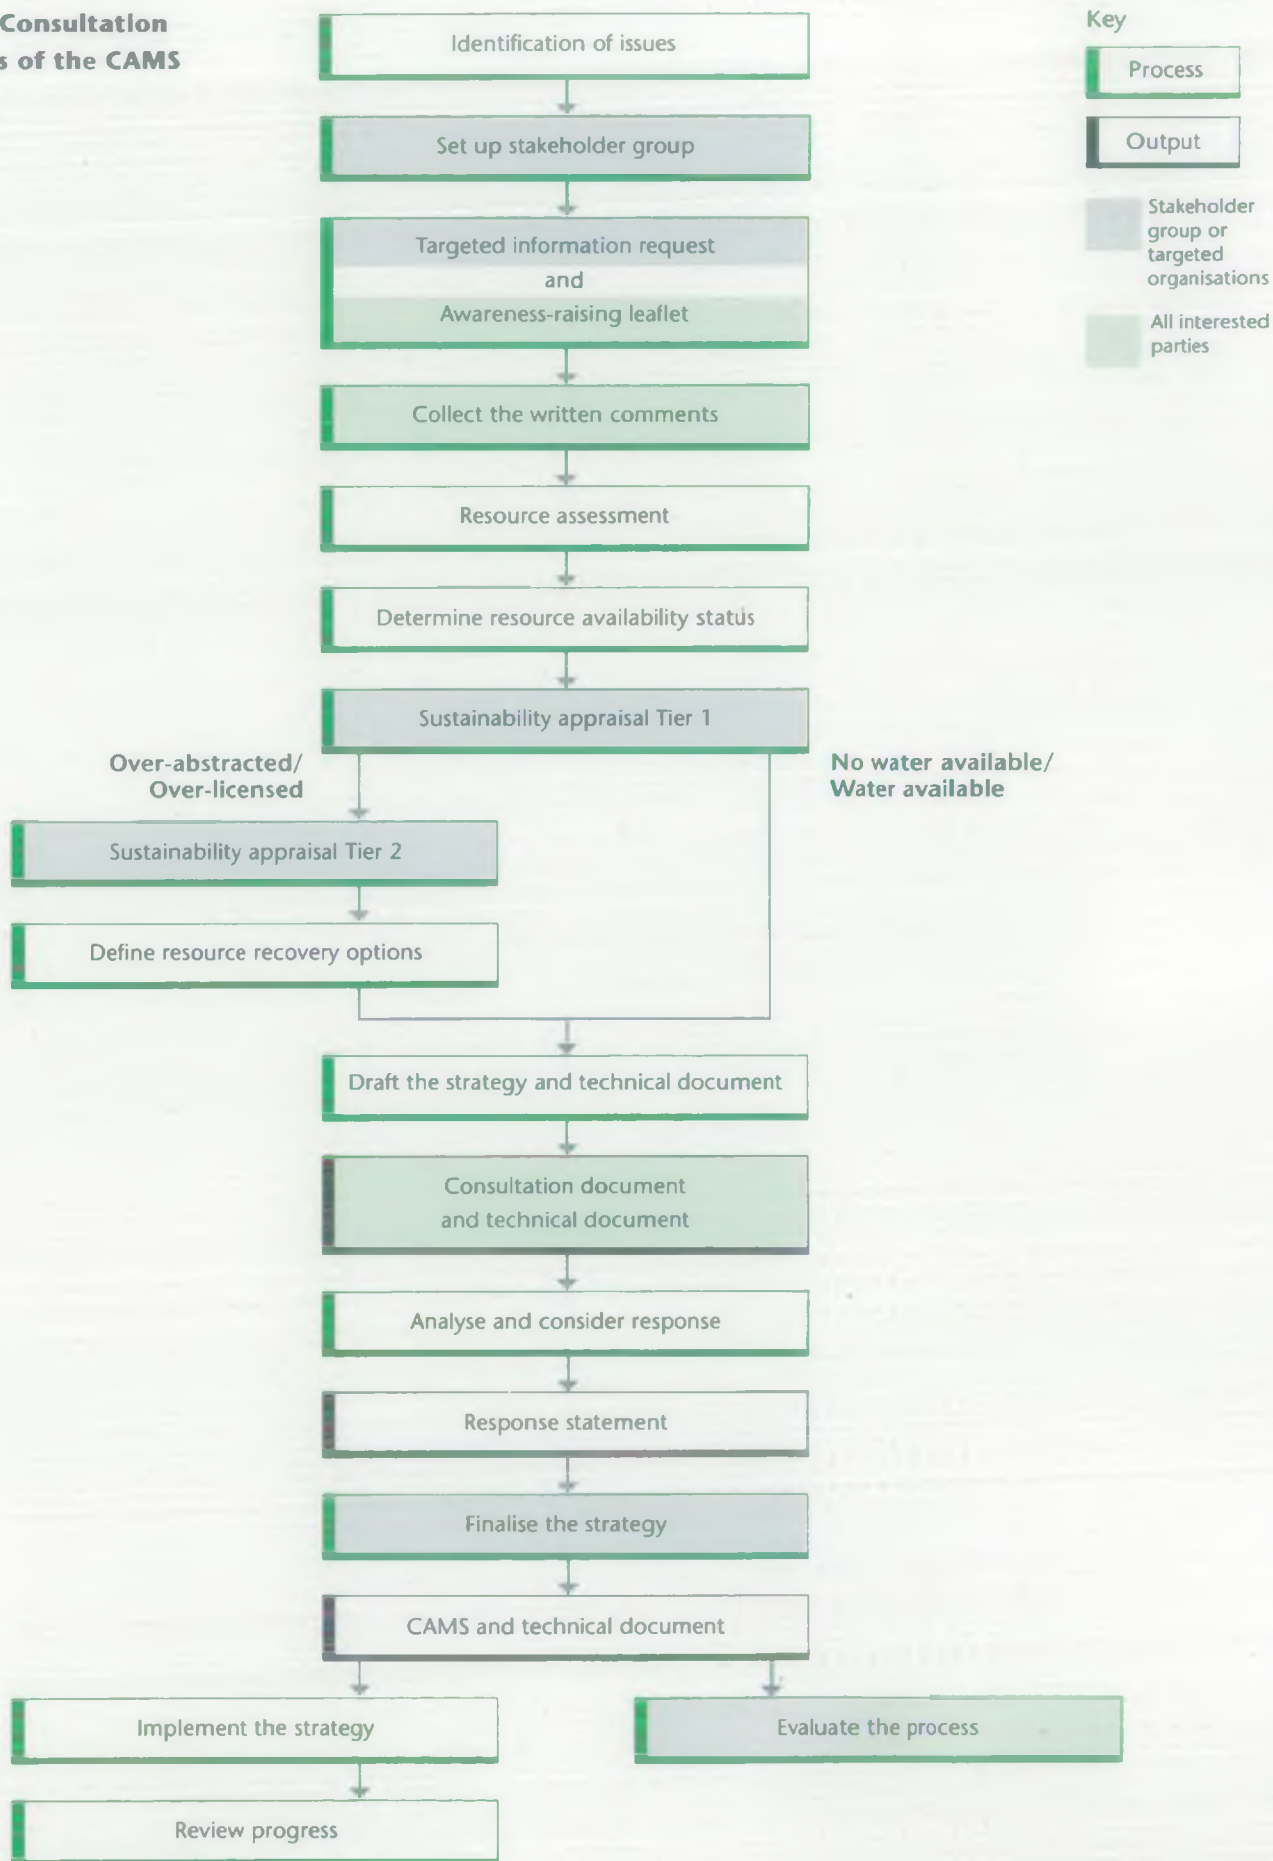 Consultation
s of the CAMS
Identification of issues
Key
Process
Output
Stakeholder
group or
targeted
organisations
All interested
parties
Set up stakeholder group
Targeted information request
and
Awareness-raising leaflet
Collect the written comments
Resource assessment
Determine resource availability status
Sustainability appraisal Tier 1
Over-abstracted/
Over-licensed
No water available/
Water available
Sustainability appraisal Tier 2
Define resource recovery options
Draft the strategy and technical document
Consultation document
and technical document
Analyse and consider response
Response statement
Finalise the strategy
CAMS and technical document
Implement the strategy
Evaluate the process
Review progress